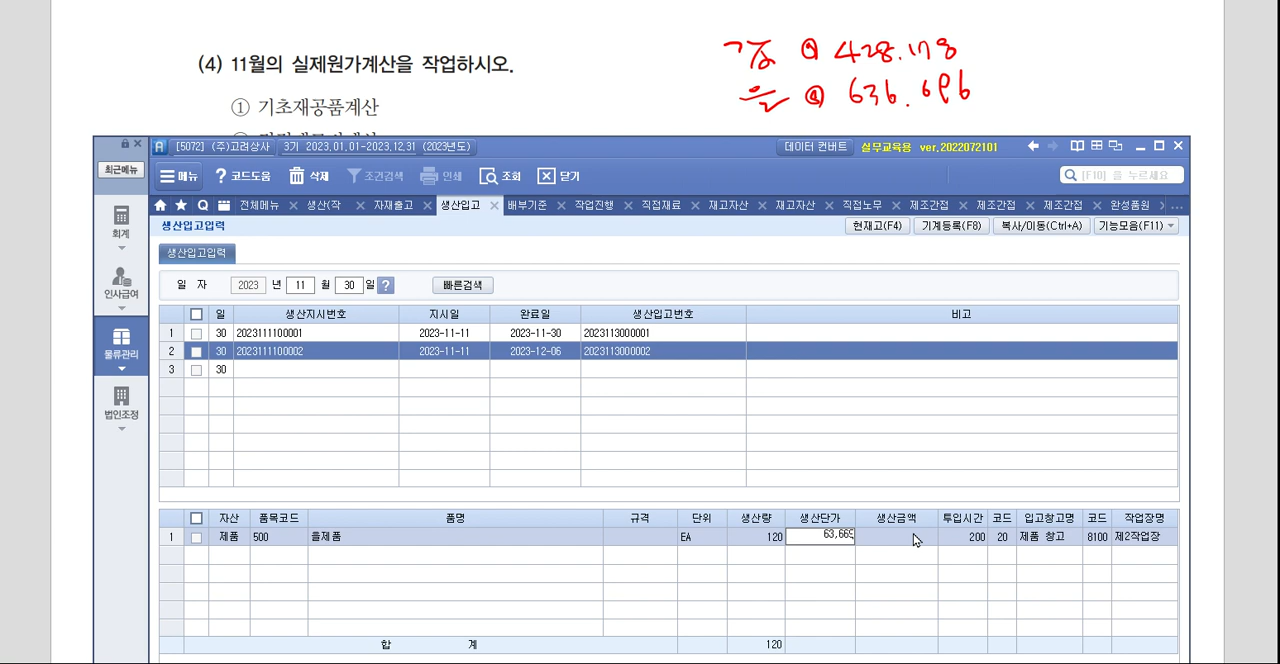 (4) 11월의 실제원가계산을 작업하시오.
갑 @ 428.178
을 @ 636.696
① 기초재공품계산
[5072] (주)고려상사 3기 2023.01.01~2023.12.31 (2023년도) 데이터 컨버트 실무교육용 ver.2022072101
최근메뉴 메뉴 ? 코드도움 삭제 조건검색 인쇄 조회 닫기 [F10] 을 누르세요
전체메뉴 생산(작 자재출고 생산입고 배부기준 작업진행 직접재료 재고자산 재고자산 직접노무 제조간접 제조간접 제조간접 완성품원 ...
생산입고입력 현재고(F4) 기계등록(F8) 복사/이동(Ctrl+A) 기능모음(F11)
회계
생산입고입력
인사급여
일 자 2023 년 11 월 30 일 ? 빠른검색
일 생산지시번호 지시일 완료일 생산입고번호 비고
1 30 2023111100001 2023-11-11 2023-11-30 2023113000001
물류관리
2 30 2023111100002 2023-11-11 2023-12-06 2023113000002
3 30
법인조정
자산 품목코드 품명 규격 단위 생산량 생산단가 생산금액 투입시간 코드 입고창고명 코드 작업장명
1 제품 500 을제품 EA 120 63,669 200 20 제품 창고 8100 제2작업장
합 계 120